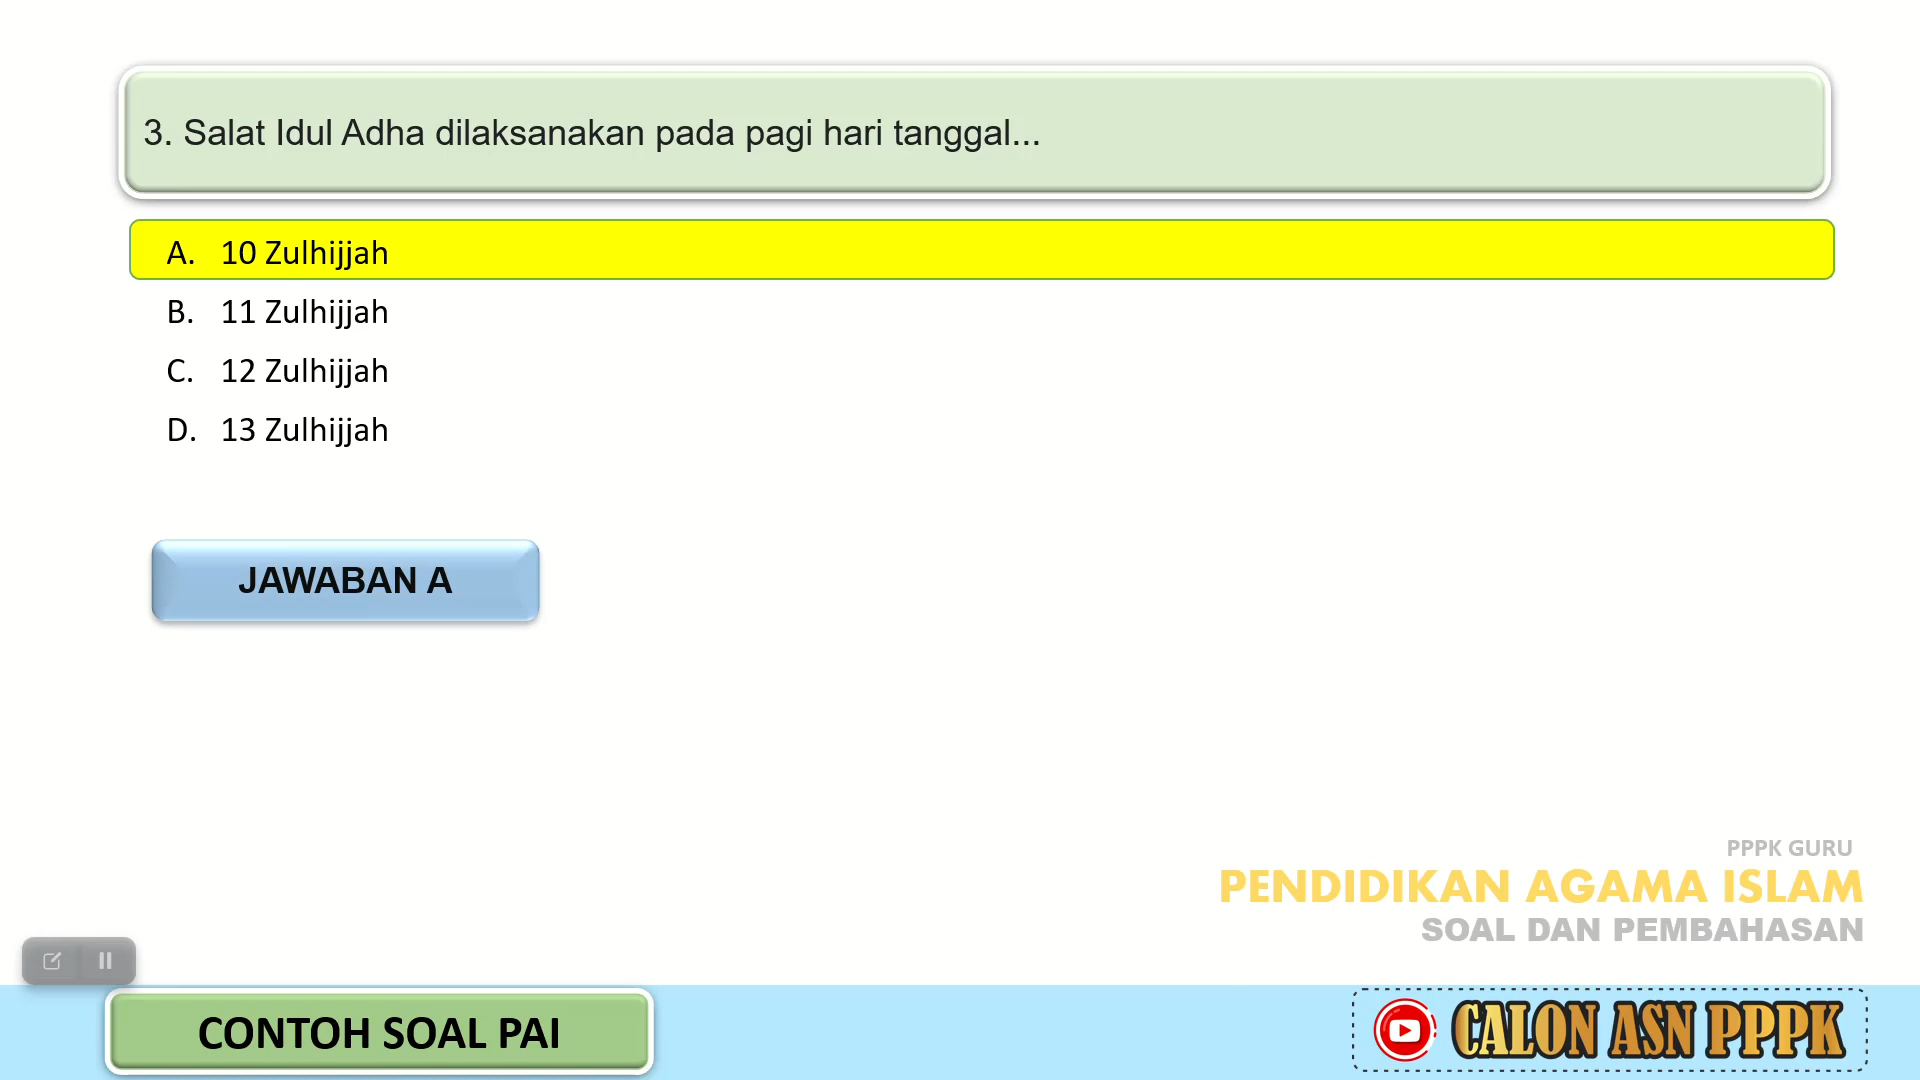 3. Salat Idul Adha dilaksanakan pada pagi hari tanggal...
A. 10 Zulhijjah
B. 11 Zulhijjah
C. 12 Zulhijjah
D. 13 Zulhijjah
JAWABAN A
PPPK GURU
PENDIDIKAN AGAMA ISLAM
SOAL DAN PEMBAHASAN
CONTOH SOAL PAI
CALON ASN PPPK